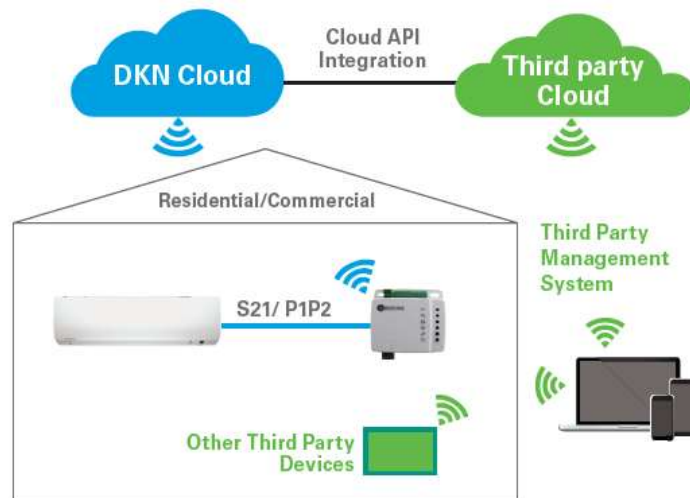 DKN Cloud
Cloud API
Integration
Third party
Cloud
Residential/Commercial
Third Party
Management
System
S21/ P1P2
Other Third Party
Devices